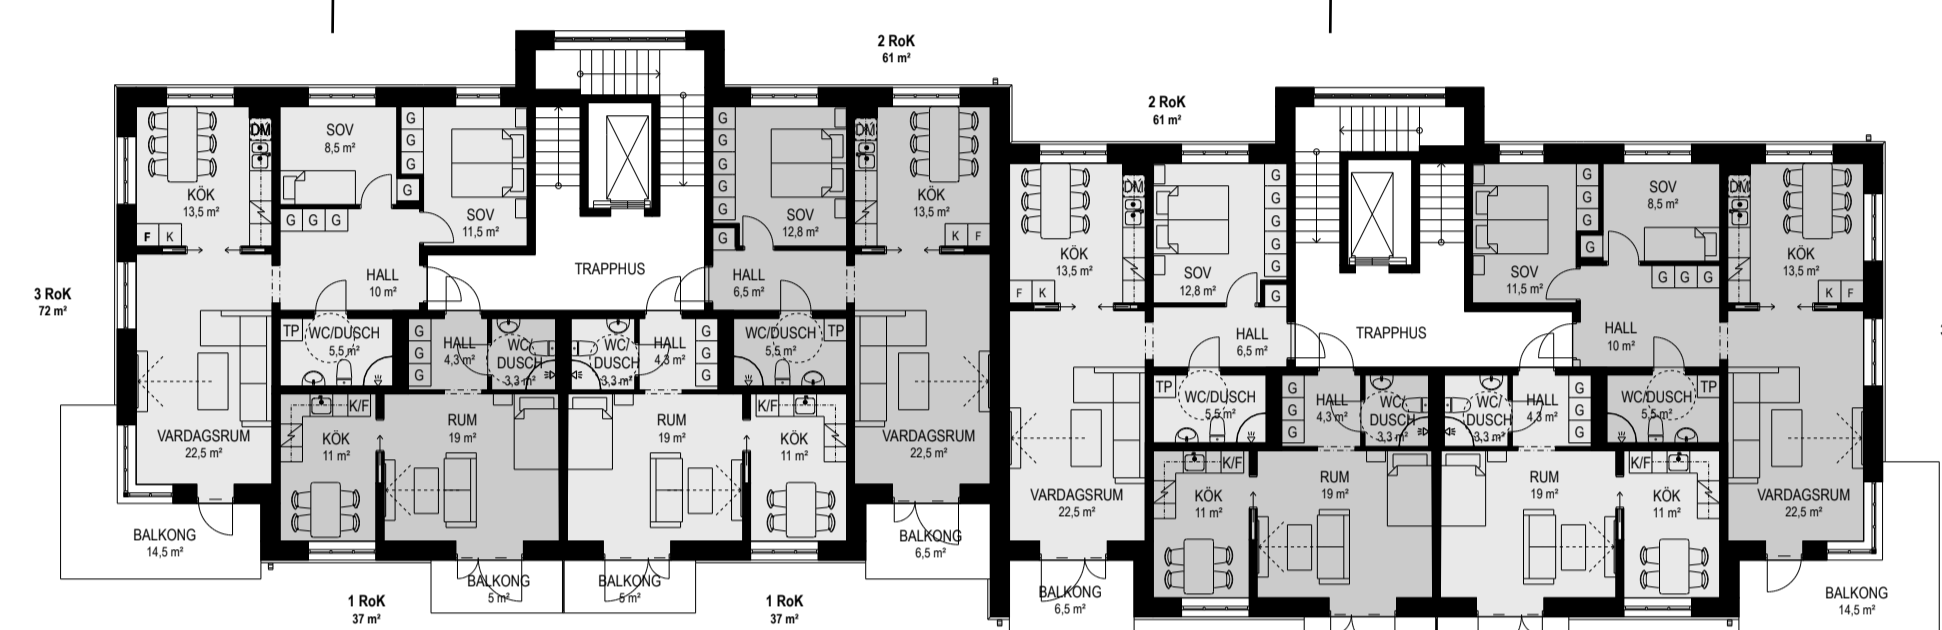 2 RoK
61 m²
DM
KÖK
13,5 m²
F
K
SOV
8,5 m²
G
G
G
G
G
G
G
SOV
11,5 m²
HALL
10 m²
TRAPPHUS
G
G
G
G
G
G
SOV
12,8 m²
HALL
6,5 m²
DM
KÖK
13,5 m²
K
F
3 RoK
72 m²
TP
WC/DUSCH
5,5 m²
G
G
G
HALL
4,3 m²
WC/
DUSCH
3,3 m²
WC/
DUSCH
3,3 m²
HALL
4,3 m²
G
G
G
WC/DUSCH
5,5 m²
TP
VARDAGSRUM
22,5 m²
K/F
KÖK
11 m²
RUM
19 m²
RUM
19 m²
K/F
KÖK
11 m²
VARDAGSRUM
22,5 m²
BALKONG
14,5 m²
BALKONG
5 m²
BALKONG
5 m²
BALKONG
6,5 m²
1 RoK
37 m²
1 RoK
37 m²
2 RoK
61 m²
DM
KÖK
13,5 m²
F
K
SOV
12,8 m²
G
G
G
G
G
G
HALL
6,5 m²
TRAPPHUS
SOV
11,5 m²
G
G
G
G
SOV
8,5 m²
G
G
G
HALL
10 m²
DM
KÖK
13,5 m²
K
F
TP
WC/DUSCH
5,5 m²
G
G
G
HALL
4,3 m²
WC/
DUSCH
3,3 m²
WC/
DUSCH
3,3 m²
HALL
4,3 m²
G
G
G
WC/DUSCH
5,5 m²
TP
VARDAGSRUM
22,5 m²
K/F
KÖK
11 m²
RUM
19 m²
RUM
19 m²
K/F
KÖK
11 m²
VARDAGSRUM
22,5 m²
BALKONG
6,5 m²
BALKONG
14,5 m²